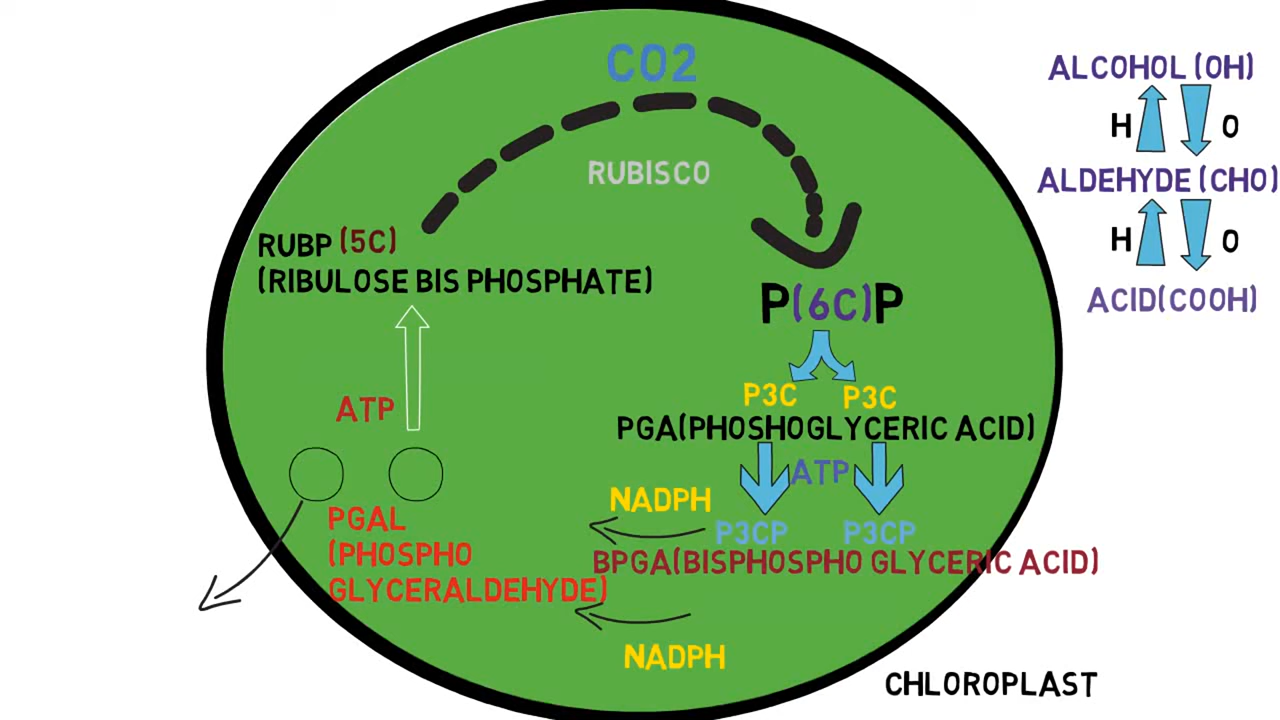 CO2
RUBISCO
RUBP (5C)
(RIBULOSE BIS PHOSPHATE)
P(6C)P
P3C P3C
PGA(PHOSHOGLYCERIC ACID)
ATP
P3CP P3CP
BPGA(BISPHOSPHO GLYCERIC ACID)
NADPH
NADPH
ATP
PGAL
(PHOSPHO
GLYCERALDEHYDE)
CHLOROPLAST
ALCOHOL (OH)
H O
ALDEHYDE (CHO)
H O
ACID(COOH)